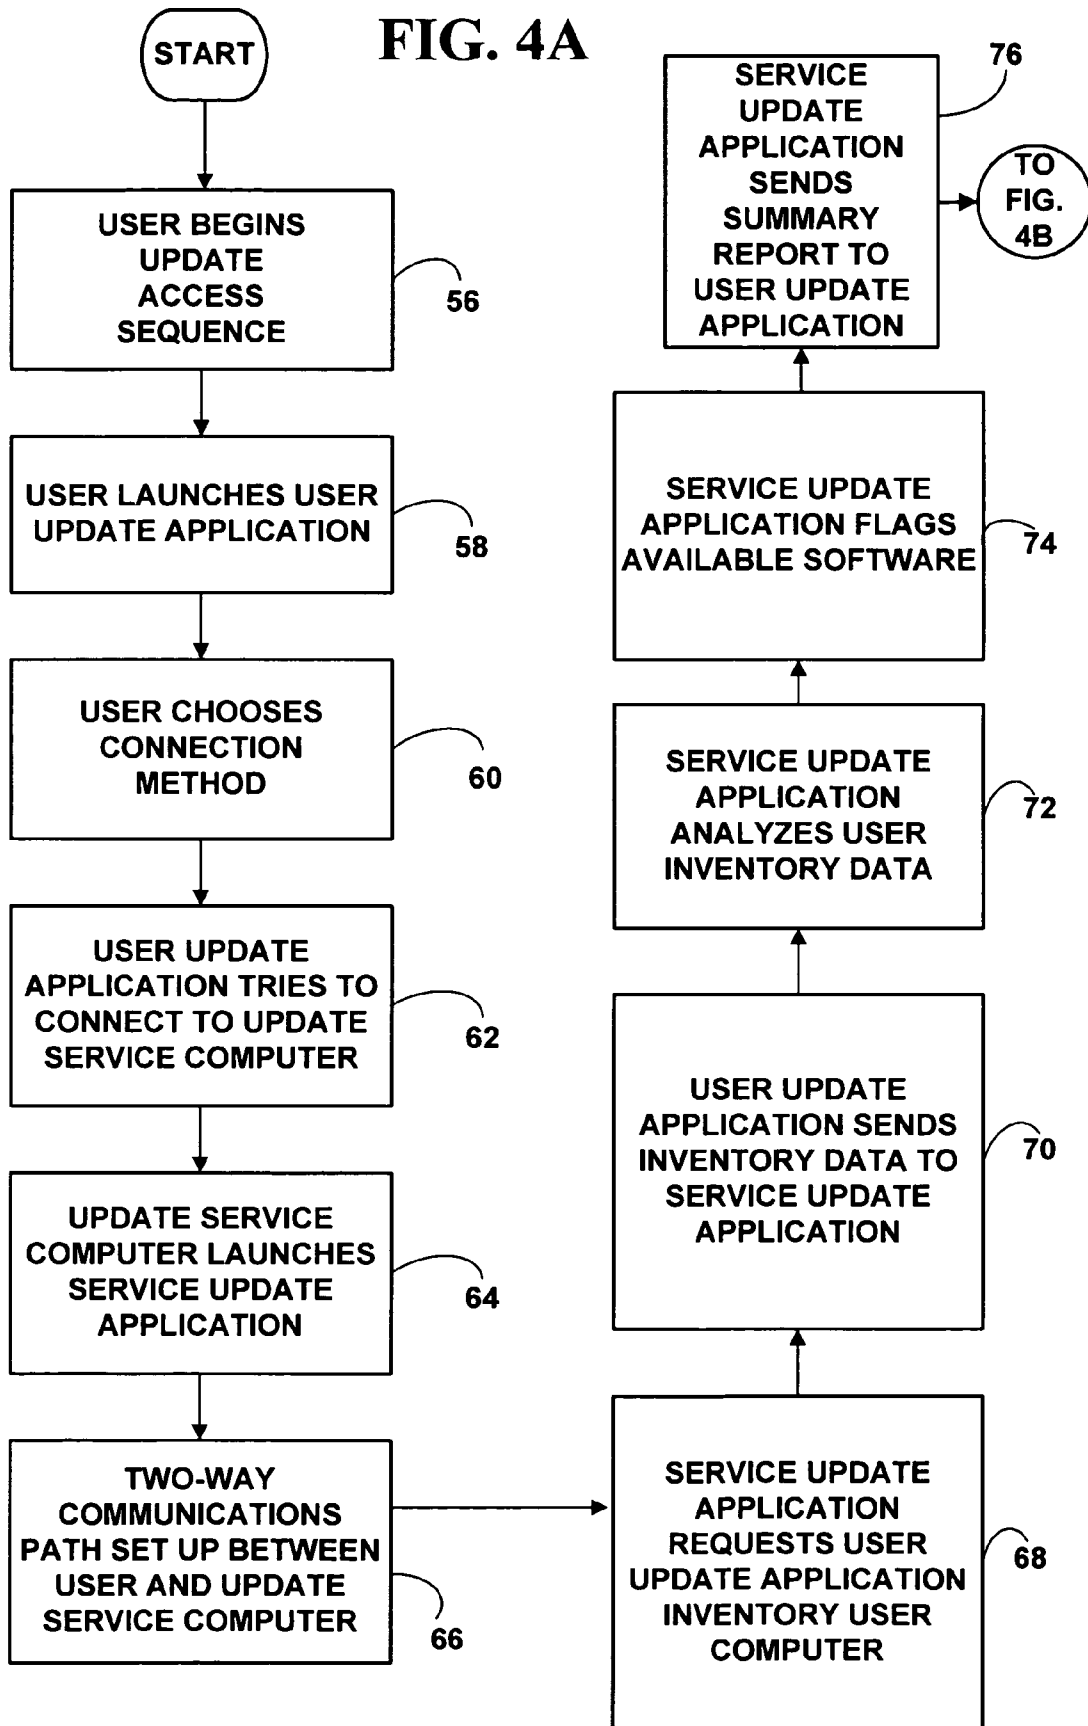 FIG. 4A
START
USER BEGINS
UPDATE
ACCESS
SEQUENCE
56
USER LAUNCHES USER
UPDATE APPLICATION
58
USER CHOOSES
CONNECTION
METHOD
60
USER UPDATE
APPLICATION TRIES TO
CONNECT TO UPDATE
SERVICE COMPUTER
62
UPDATE SERVICE
COMPUTER LAUNCHES
SERVICE UPDATE
APPLICATION
64
TWO-WAY
COMMUNICATIONS
PATH SET UP BETWEEN
USER AND UPDATE
SERVICE COMPUTER
66
SERVICE UPDATE
APPLICATION
REQUESTS USER
UPDATE APPLICATION
INVENTORY USER
COMPUTER
68
USER UPDATE
APPLICATION SENDS
INVENTORY DATA TO
SERVICE UPDATE
APPLICATION
70
SERVICE UPDATE
APPLICATION
ANALYZES USER
INVENTORY DATA
72
SERVICE UPDATE
APPLICATION FLAGS
AVAILABLE SOFTWARE
74
SERVICE
UPDATE
APPLICATION
SENDS
SUMMARY
REPORT TO
USER UPDATE
APPLICATION
76
TO
FIG.
4B